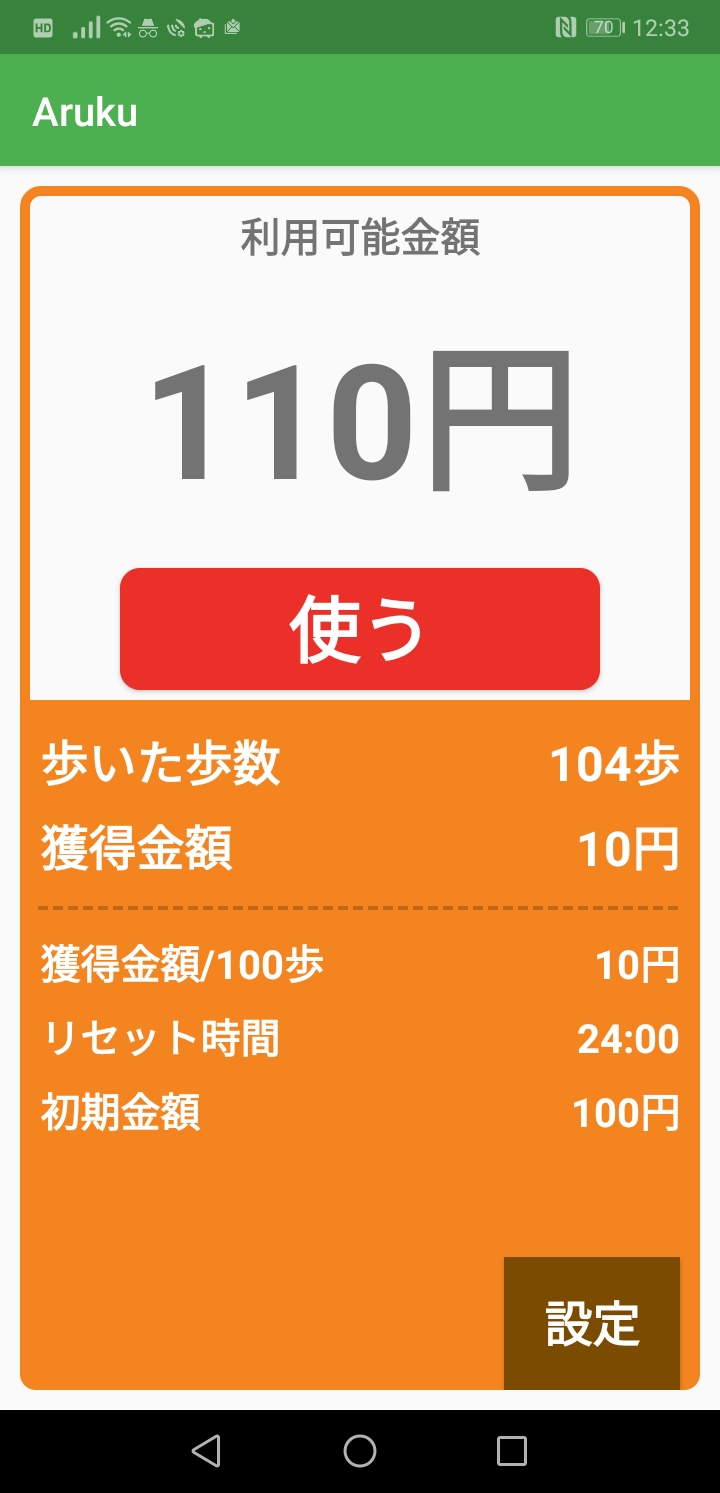 HD 70 12:33
Aruku
利用可能金額
110円
使う
歩いた歩数 104歩
獲得金額 10円
獲得金額/100歩 10円
リセット時間 24:00
初期金額 100円
設定